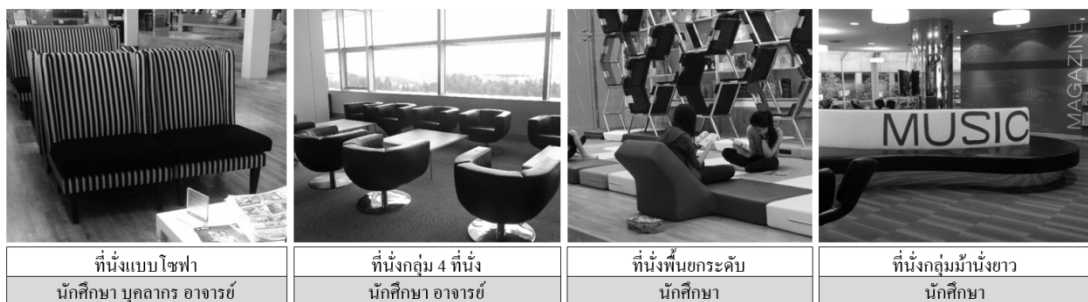 MUSIC
MAGAZINE
ที่นั่งแบบโซฟา
นักศึกษา บุคลากร อาจารย์
ที่นั่งกลุ่ม 4 ที่นั่ง
นักศึกษา อาจารย์
ที่นั่งพื้นยกระดับ
นักศึกษา
ที่นั่งกลุ่มม้านั่งยาว
นักศึกษา